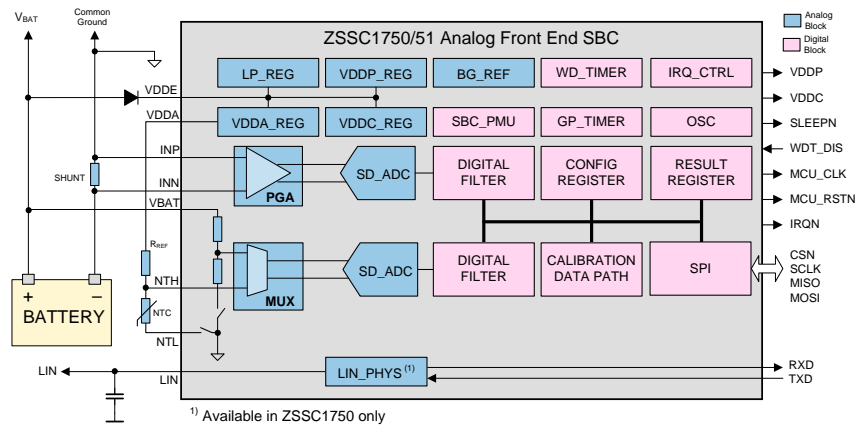 ZSSC1750/51 Analog Front End SBC
Analog Block
Digital Block
VBAT
Common Ground
LP_REG
VDDP_REG
BG_REF
WD_TIMER
IRQ_CTRL
VDDP
VDDE
VDDC
VDDA
VDDA_REG
VDDC_REG
SBC_PMU
GP_TIMER
OSC
SLEEPN
INP
WDT_DIS
SHUNT
PGA
SD_ADC
DIGITAL FILTER
CONFIG REGISTER
RESULT REGISTER
MCU_CLK
INN
MCU_RSTN
VBAT
IRQN
RREF
NTH
MUX
SD_ADC
DIGITAL FILTER
CALIBRATION DATA PATH
SPI
CSN
SCLK
MISO
MOSI
+ –
BATTERY
NTC
NTL
LIN
LIN
LIN_PHYS (1)
RXD
TXD
1) Available in ZSSC1750 only